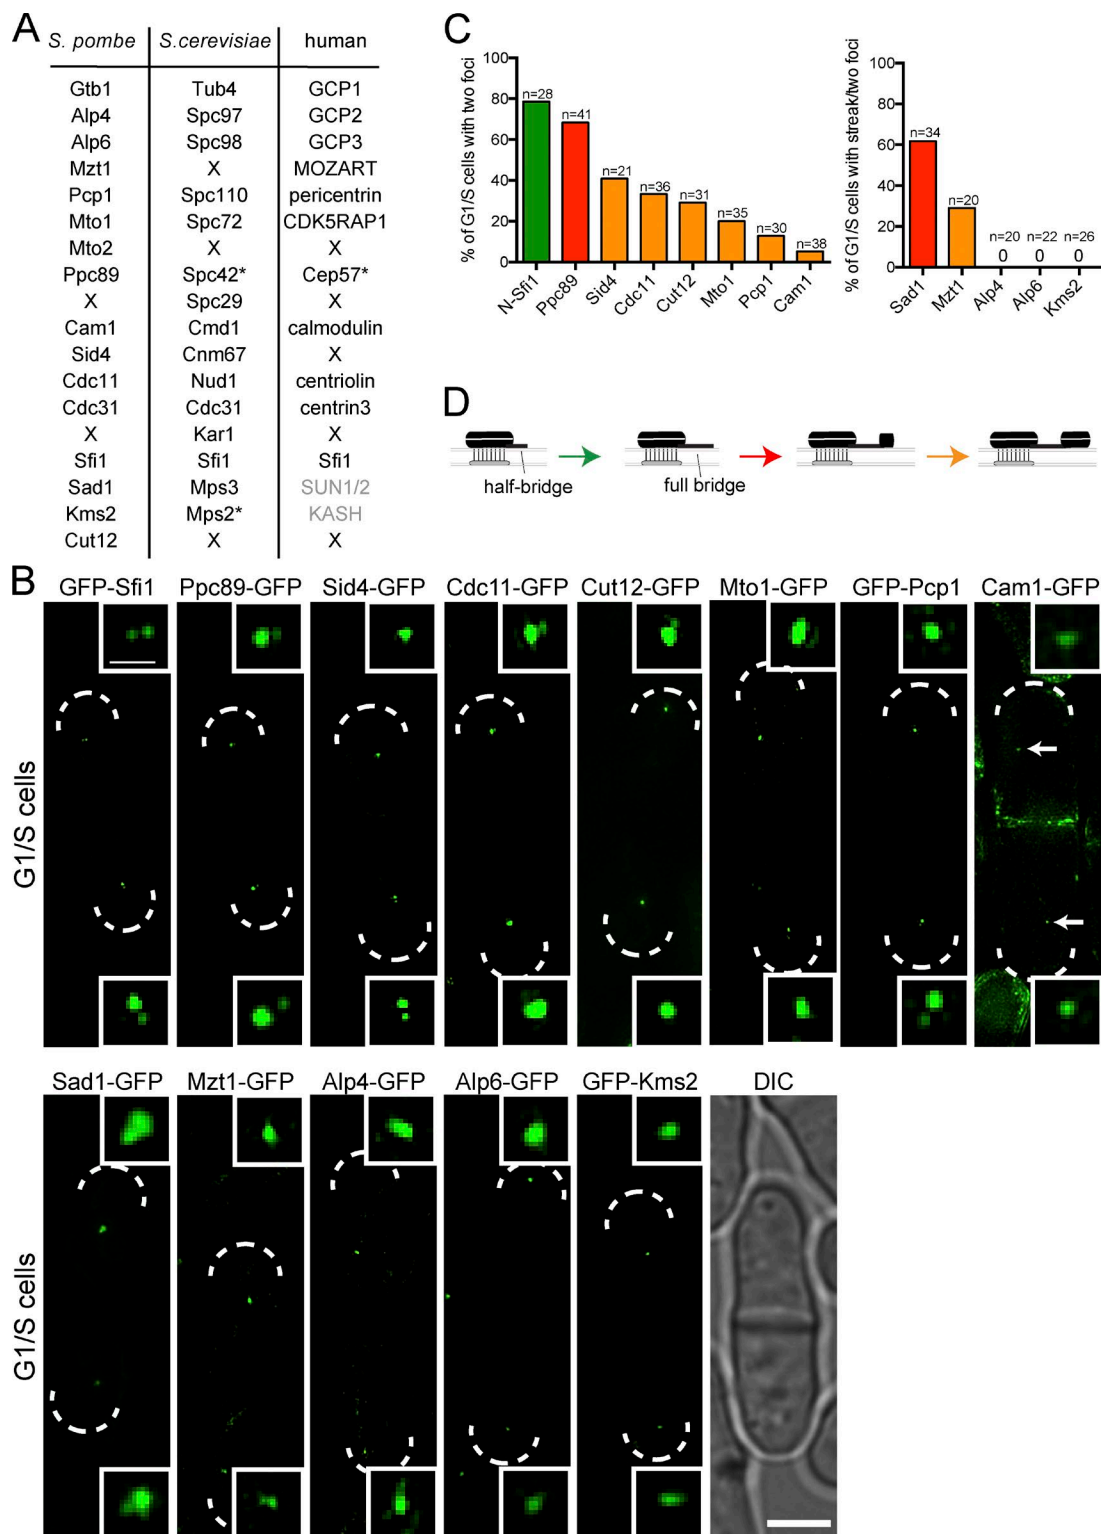 A
S. pombe S.cerevisiae human
Gtb1 Tub4 GCP1
Alp4 Spc97 GCP2
Alp6 Spc98 GCP3
Mzt1 X MOZART
Pcp1 Spc110 pericentrin
Mto1 Spc72 CDK5RAP1
Mto2 X X
Ppc89 Spc42* Cep57*
X Spc29 X
Cam1 Cmd1 calmodulin
Sid4 Cnm67 X
Cdc11 Nud1 centriolin
Cdc31 Cdc31 centrin3
X Kar1 X
Sfi1 Sfi1 Sfi1
Sad1 Mps3 SUN1/2
Kms2 Mps2* KASH
Cut12 X X
C
% of G1/S cells with two foci
100
80
60
40
20
0
n=28
n=41
n=21
n=36
n=31
n=35
n=30
n=38
N-Sfi1
Ppc89
Sid4
Cdc11
Cut12
Mto1
Pcp1
Cam1
% of G1/S cells with streak/two foci
100
80
60
40
20
0
n=34
n=20
n=20 n=22 n=26
0 0 0
Sad1
Mzt1
Alp4
Alp6
Kms2
D
half-bridge
full bridge
B
GFP-Sfi1 Ppc89-GFP Sid4-GFP Cdc11-GFP Cut12-GFP Mto1-GFP GFP-Pcp1 Cam1-GFP
G1/S cells
Sad1-GFP Mzt1-GFP Alp4-GFP Alp6-GFP GFP-Kms2 DIC
G1/S cells